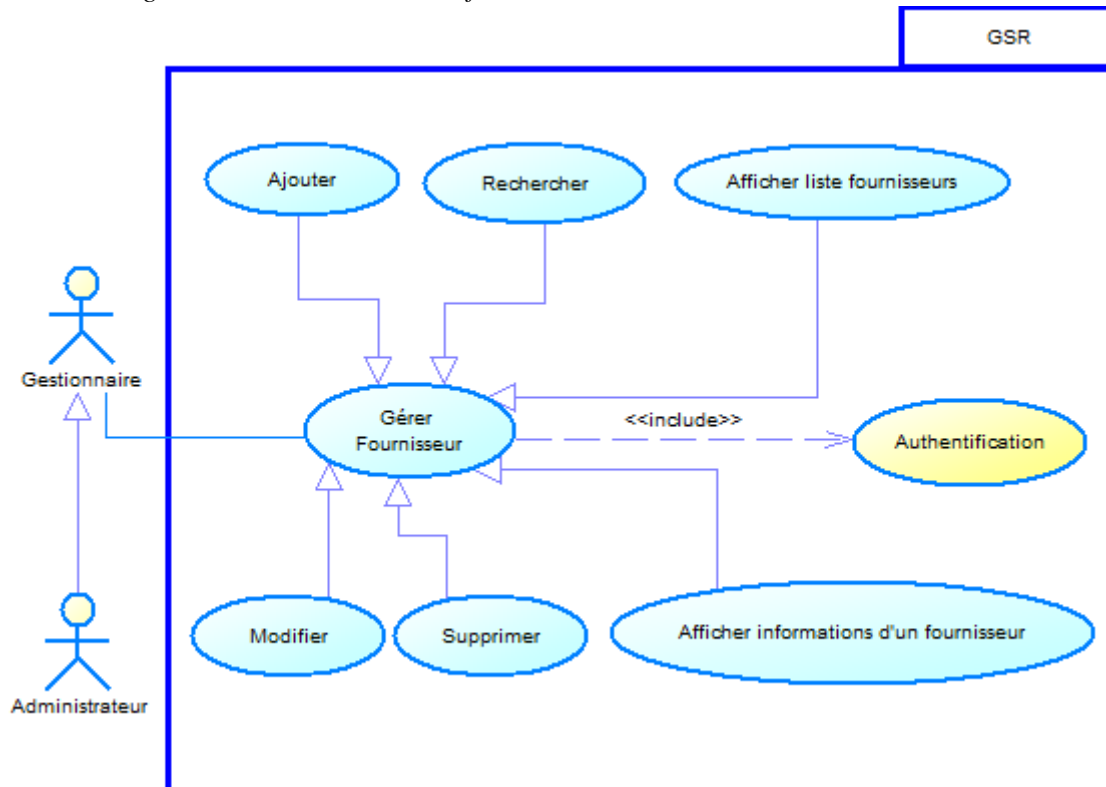 GSR
Ajouter
Rechercher
Afficher liste fournisseurs
Gestionnaire
Gérer
Fournisseur
<<include>>
Authentification
Modifier
Supprimer
Afficher informations d'un fournisseur
Administrateur